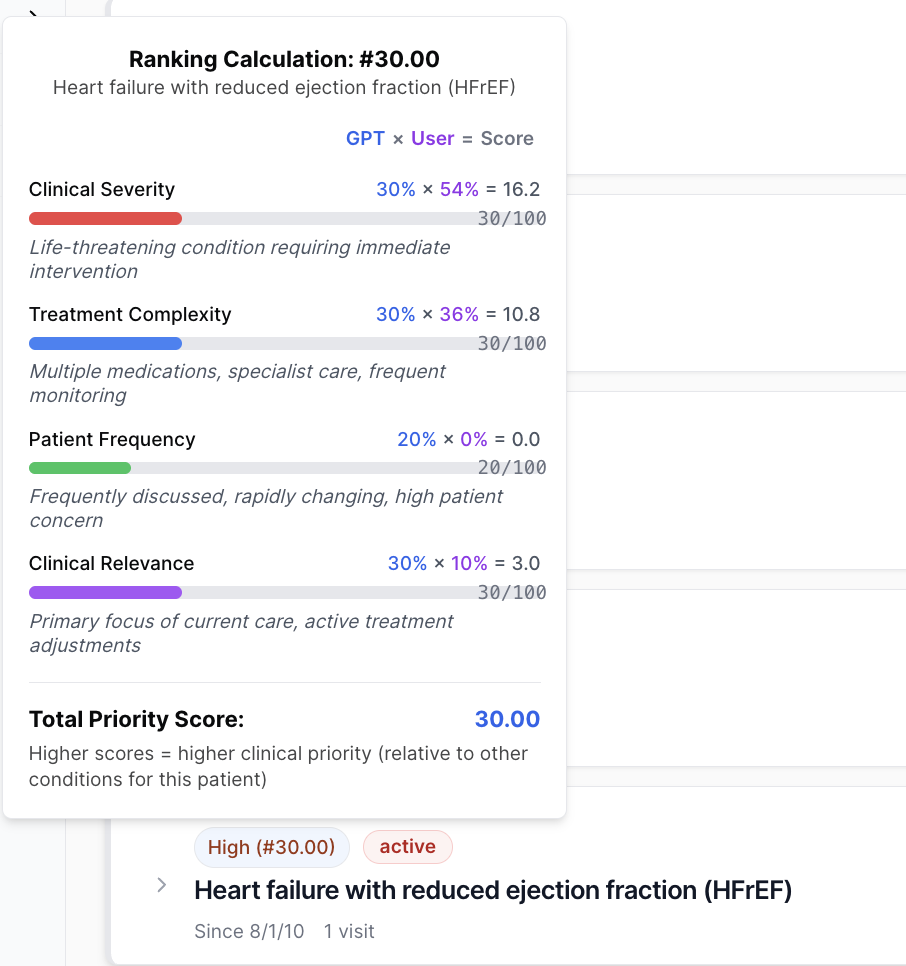 Ranking Calculation: #30.00
Heart failure with reduced ejection fraction (HFrEF)
GPT × User = Score
Clinical Severity 30% × 54% = 16.2
30/100
Life-threatening condition requiring immediate
intervention
Treatment Complexity 30% × 36% = 10.8
30/100
Multiple medications, specialist care, frequent
monitoring
Patient Frequency 20% × 0% = 0.0
20/100
Frequently discussed, rapidly changing, high patient
concern
Clinical Relevance 30% × 10% = 3.0
30/100
Primary focus of current care, active treatment
adjustments
Total Priority Score: 30.00
Higher scores = higher clinical priority (relative to other
conditions for this patient)
High (#30.00) active
Heart failure with reduced ejection fraction (HFrEF)
Since 8/1/10 1 visit